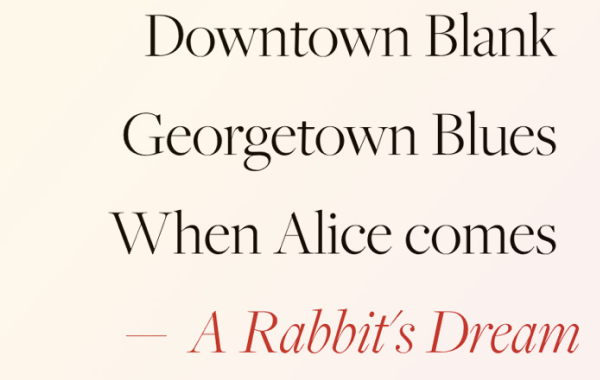 Downtown Blank
Georgetown Blues
When Alice comes
— A Rabbit's Dream